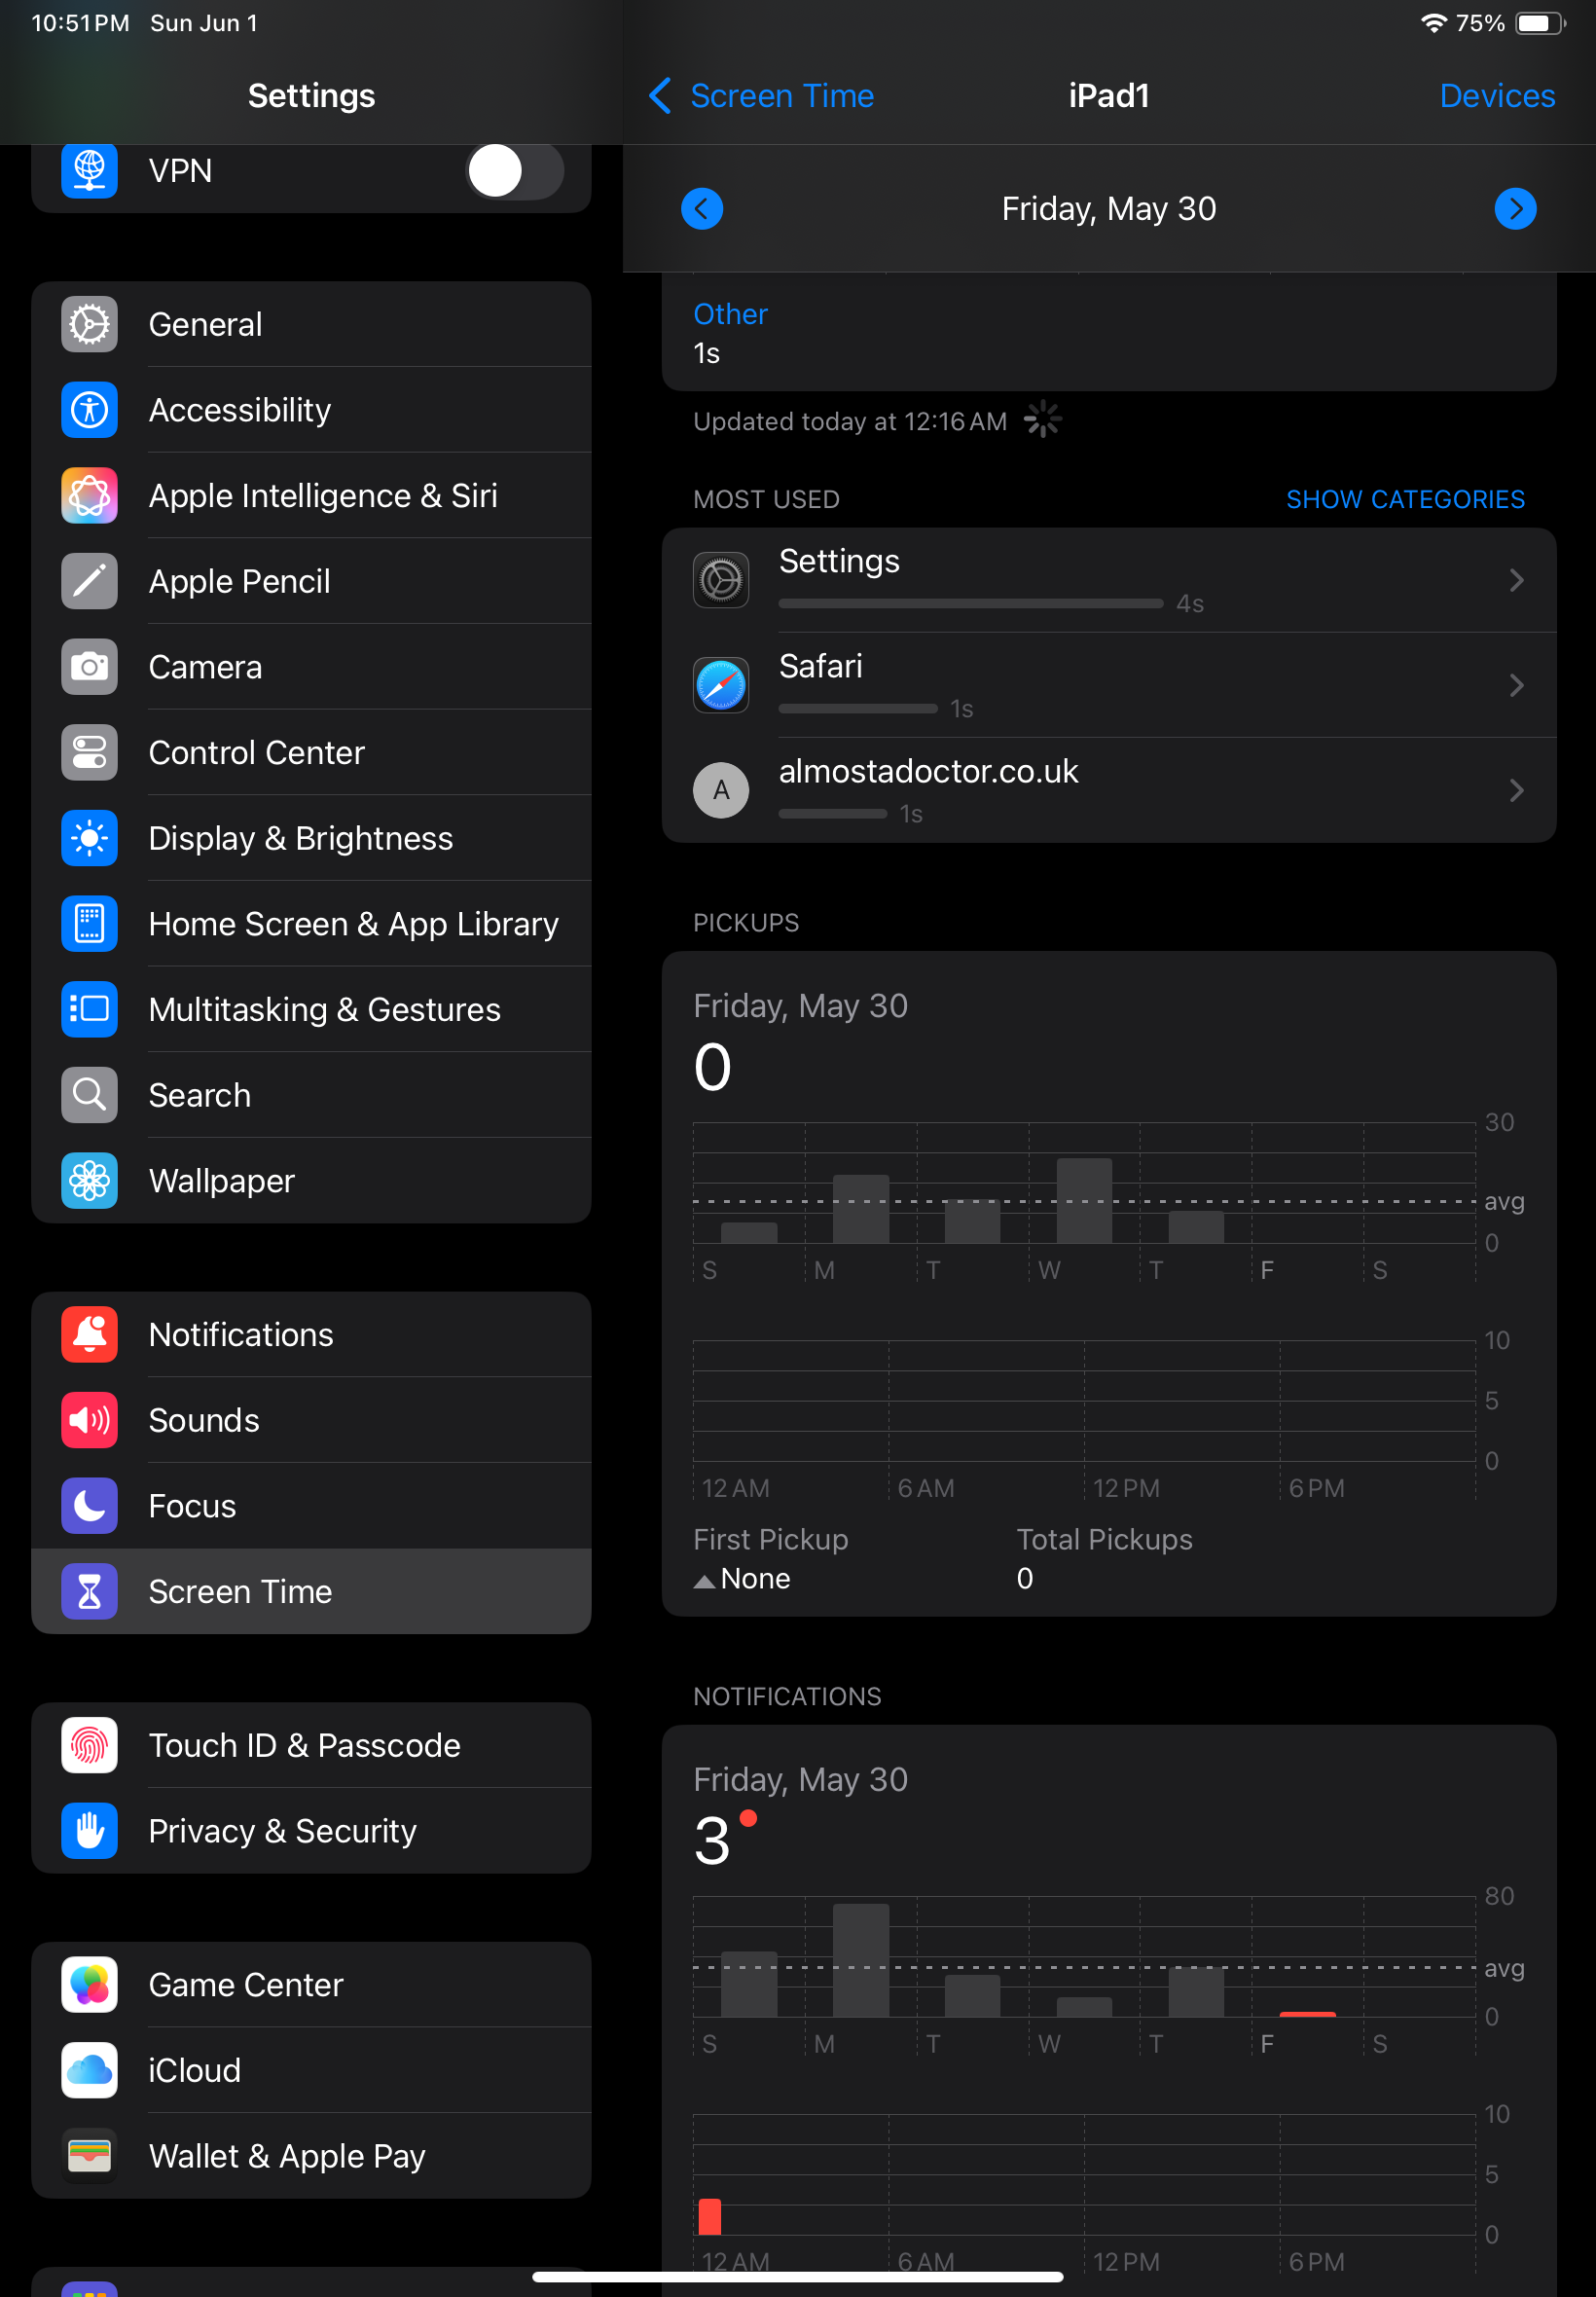 10:51 PM Sun Jun 1
75%
Settings
VPN
General
Accessibility
Apple Intelligence & Siri
Apple Pencil
Camera
Control Center
Display & Brightness
Home Screen & App Library
Multitasking & Gestures
Search
Wallpaper
Notifications
Sounds
Focus
Screen Time
Touch ID & Passcode
Privacy & Security
Game Center
iCloud
Wallet & Apple Pay
Screen Time
iPad1
Devices
Friday, May 30
Other
1s
Updated today at 12:16 AM
MOST USED
SHOW CATEGORIES
Settings
4s
Safari
1s
A
almostadoctor.co.uk
1s
PICKUPS
Friday, May 30
0
30
avg
0
S M T W T F S
10
5
0
12 AM 6 AM 12 PM 6 PM
First Pickup Total Pickups
None 0
NOTIFICATIONS
Friday, May 30
3
80
avg
0
S M T W T F S
10
5
0
12 AM 6 AM 12 PM 6 PM